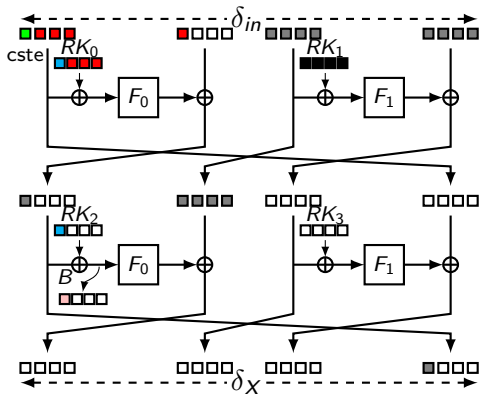 δin
cste RK0 RK1
F0 F1
RK2 RK3
F0 F1
B
δX